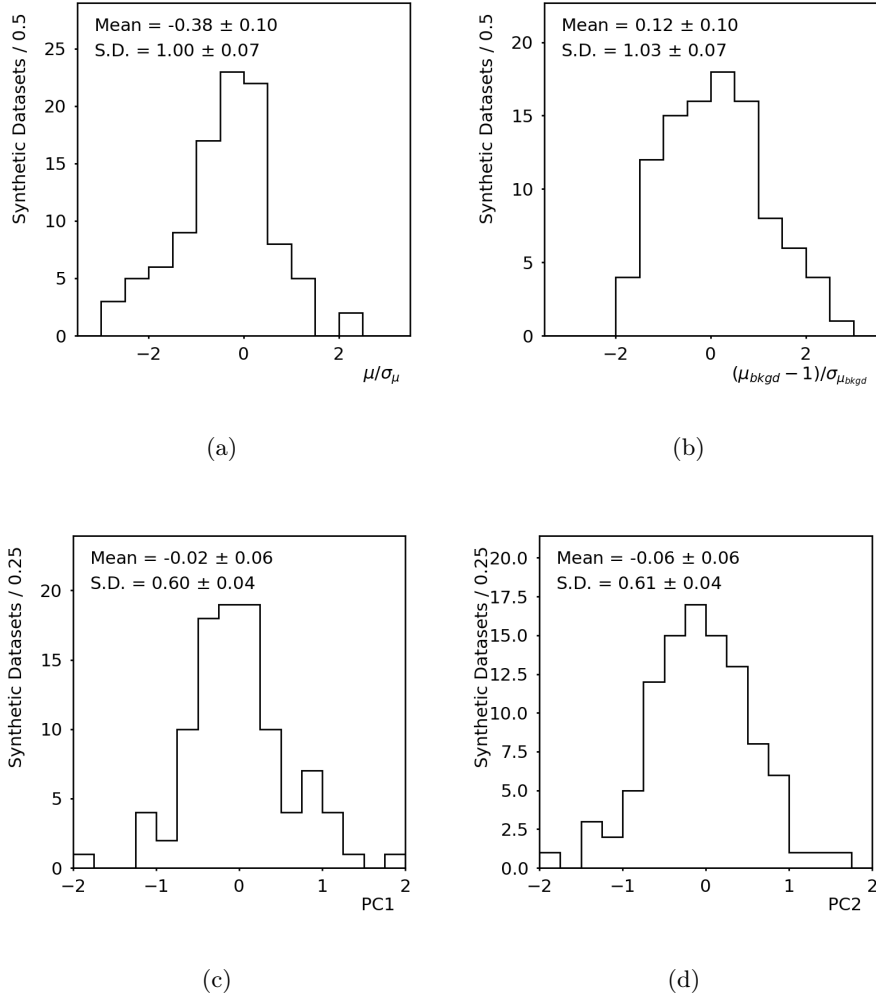 Mean = -0.38 ± 0.10
S.D. = 1.00 ± 0.07
Synthetic Datasets / 0.5
25
20
15
10
5
0
−2
0
2
μ/σ_μ
(a)
Mean = 0.12 ± 0.10
S.D. = 1.03 ± 0.07
Synthetic Datasets / 0.5
20
15
10
5
0
−2
0
2
(μ_bkgd − 1)/σ_μ_bkgd
(b)
Mean = -0.02 ± 0.06
S.D. = 0.60 ± 0.04
Synthetic Datasets / 0.25
20
15
10
5
0
−2
−1
0
1
2
PC1
(c)
Mean = -0.06 ± 0.06
S.D. = 0.61 ± 0.04
Synthetic Datasets / 0.25
20.0
17.5
15.0
12.5
10.0
7.5
5.0
2.5
0.0
−2
−1
0
1
2
PC2
(d)